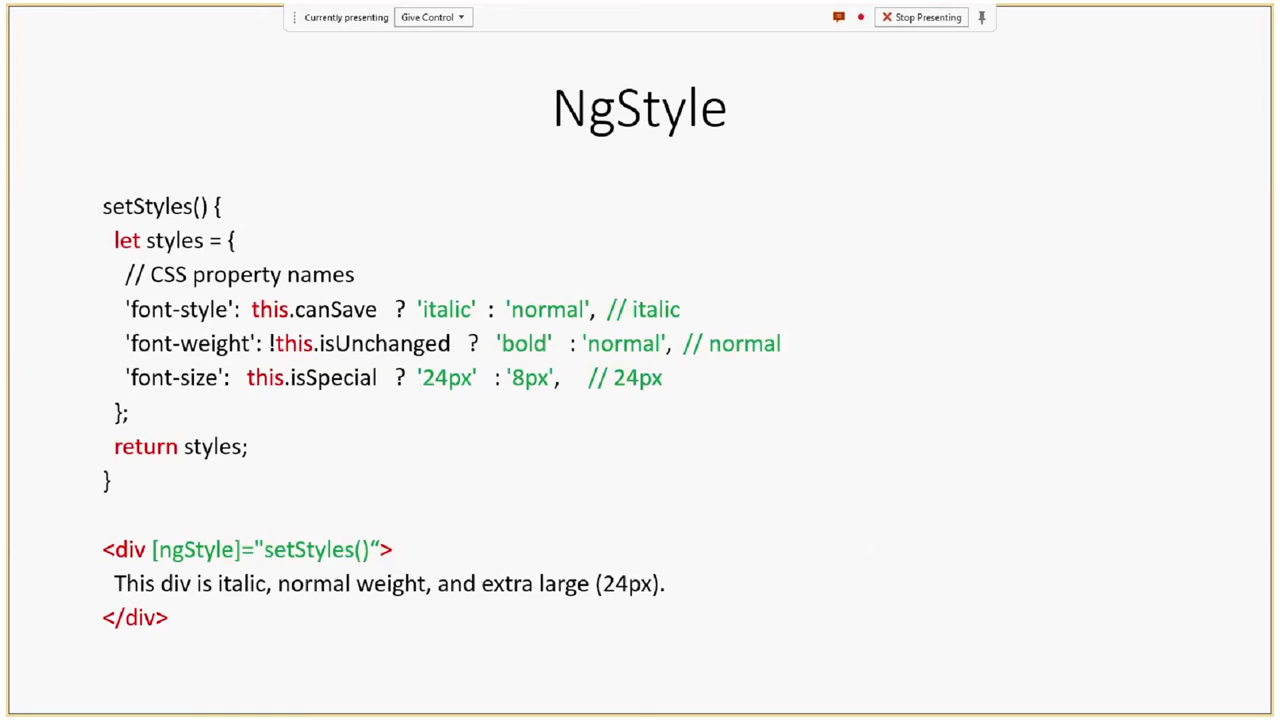 Currently presenting Give Control Stop Presenting
NgStyle
setStyles() {
let styles = {
// CSS property names
'font-style': this.canSave ? 'italic' : 'normal', // italic
'font-weight': !this.isUnchanged ? 'bold' : 'normal', // normal
'font-size': this.isSpecial ? '24px' : '8px', // 24px
};
return styles;
}
<div [ngStyle]="setStyles()“>
This div is italic, normal weight, and extra large (24px).
</div>